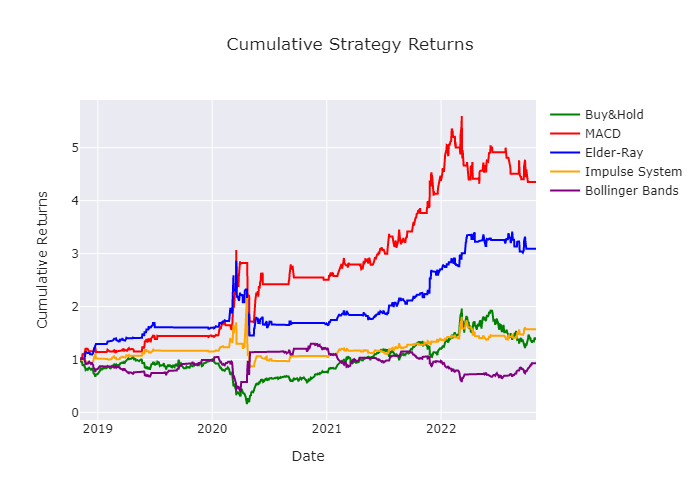 Cumulative Strategy Returns
Buy&Hold
MACD
Elder-Ray
Impulse System
Bollinger Bands
Cumulative Returns
5
4
3
2
1
0
2019
2020
2021
2022
Date